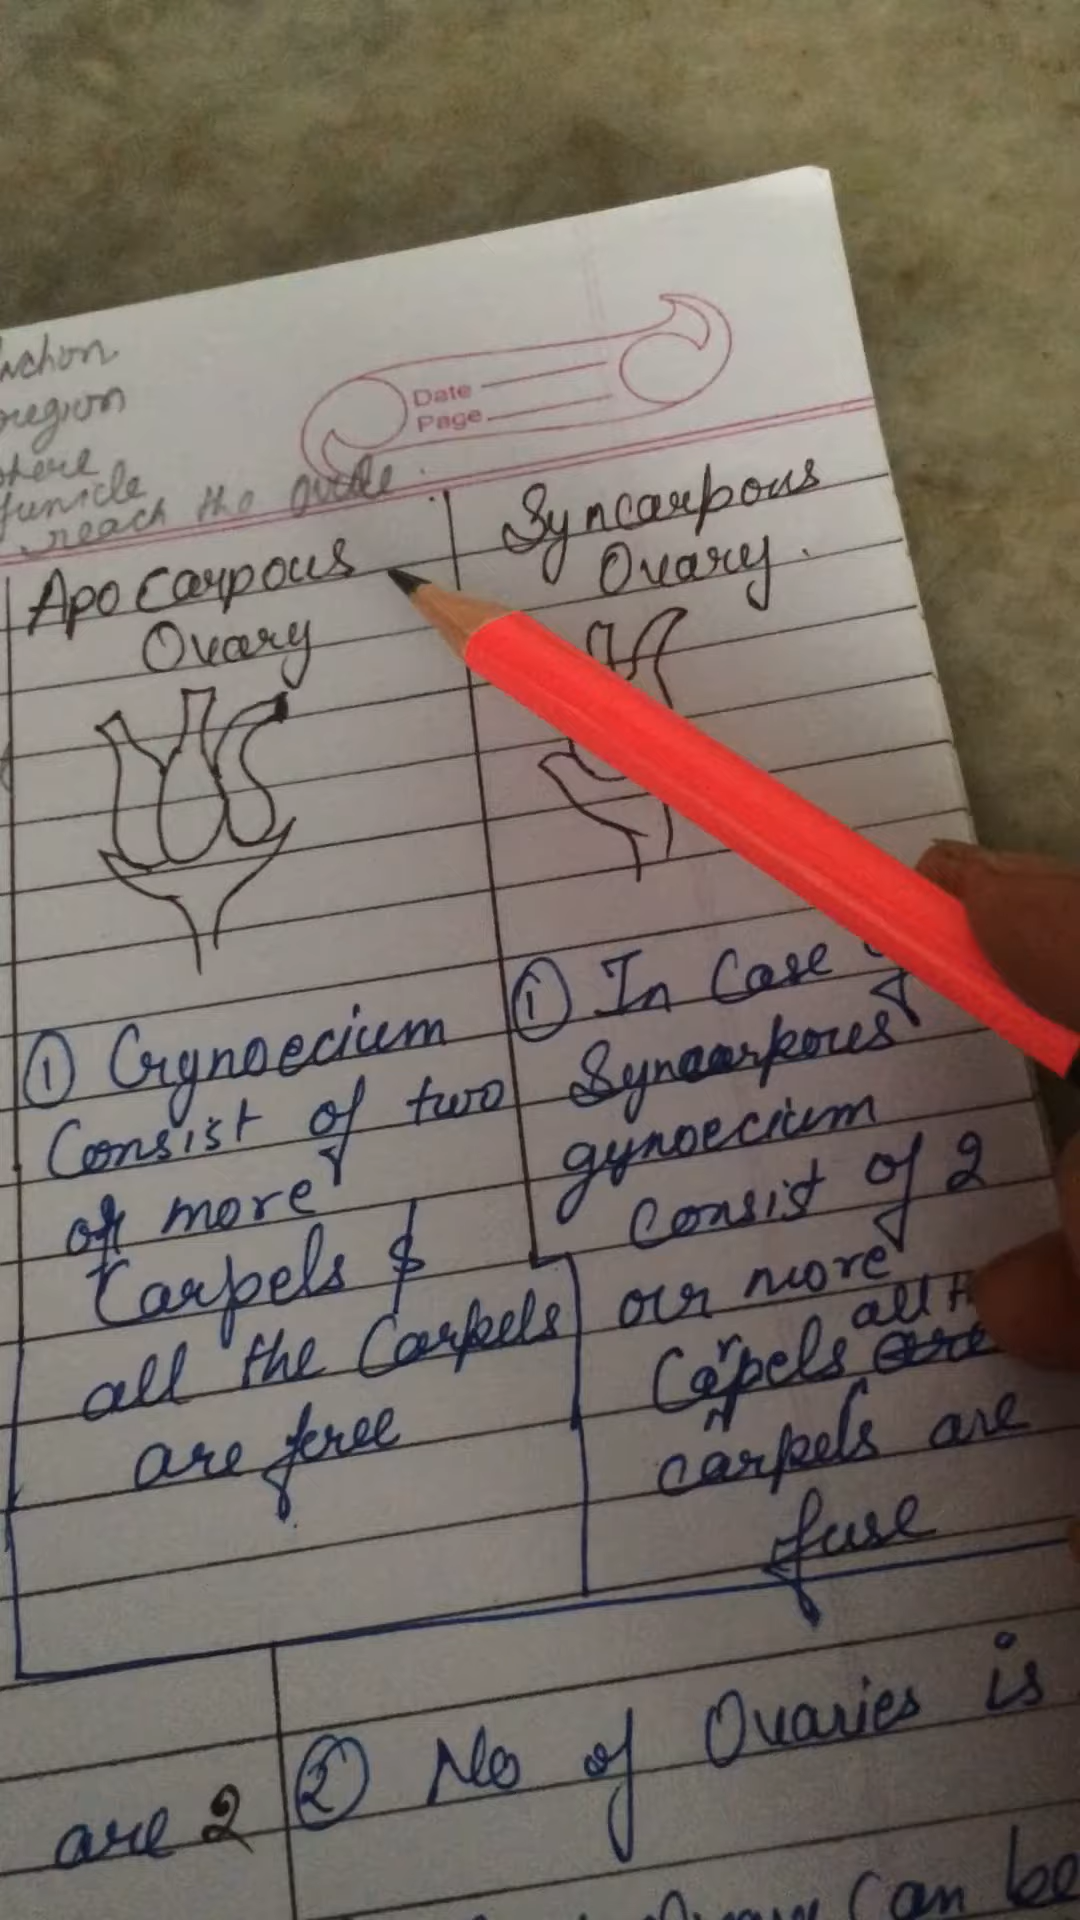 region
funicle
reach the ovule.
Date
Page
Apocarpous
Ovary
Syncarpous
Ovary.
① Gynoecium
Consist of two
or more
Carpels &
all the Carpels
are free
① In Case
Syncarpous
gynoecium
Consist of 2
our more
Carpels all
carpels are
fuse
are 2
② No of Ovaries is
can be